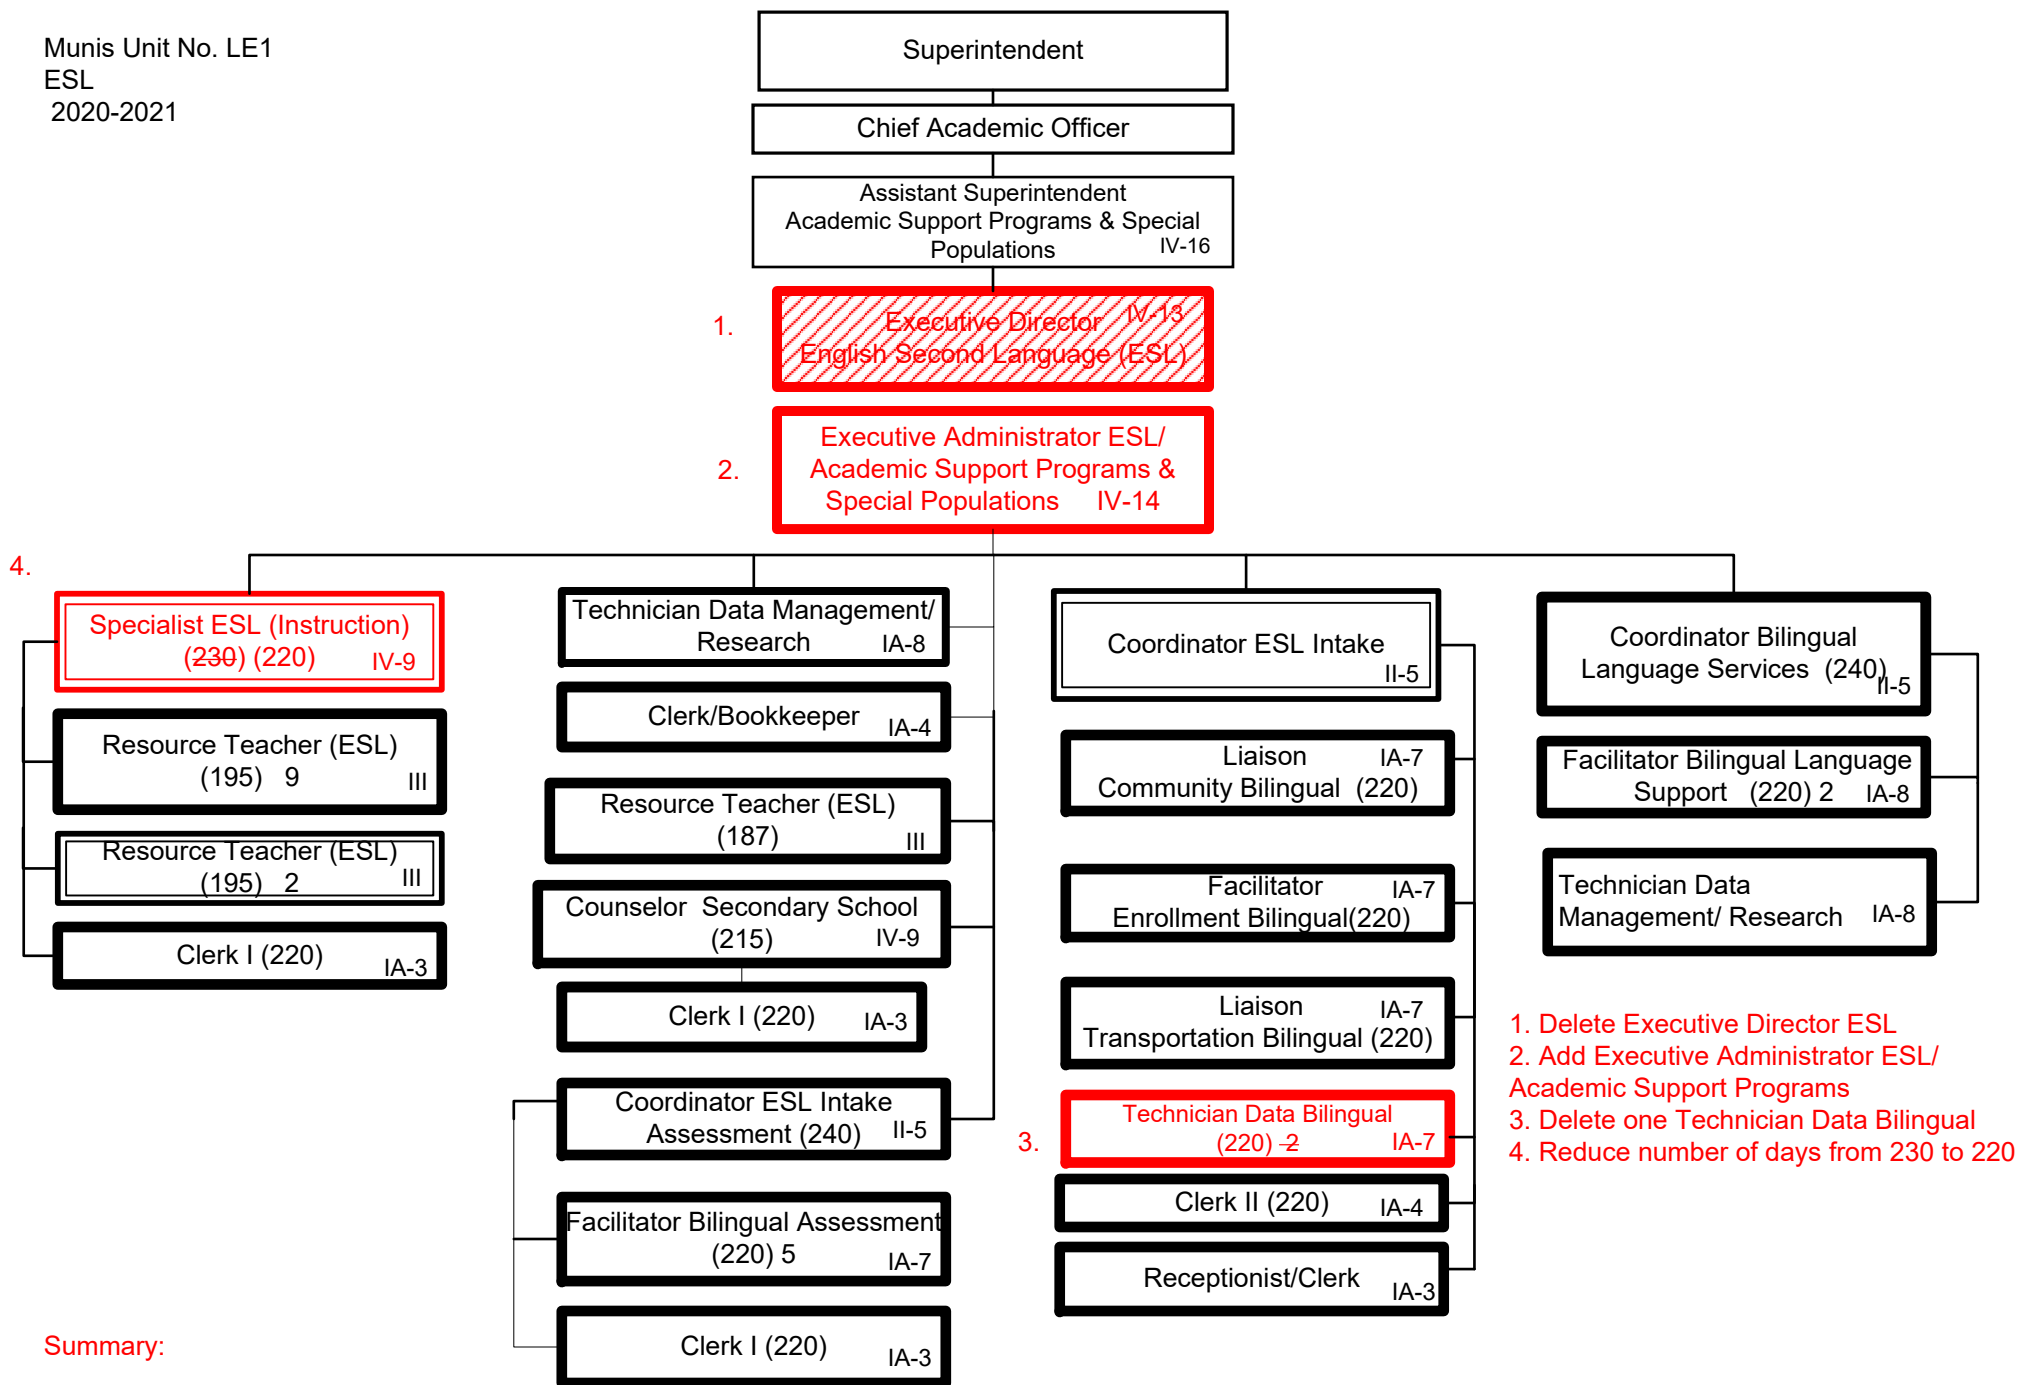 Munis Unit No. LE1
ESL
2020-2021
Superintendent
Chief Academic Officer
Assistant Superintendent
Academic Support Programs & Special
Populations IV-16
1.
Executive Director IV-13
English Second Language (ESL)
2.
Executive Administrator ESL/
Academic Support Programs &
Special Populations IV-14
4.
Specialist ESL (Instruction)
(230) (220) IV-9
Resource Teacher (ESL)
(195) 9 III
Resource Teacher (ESL)
(195) 2 III
Clerk I (220) IA-3
Technician Data Management/
Research IA-8
Clerk/Bookkeeper IA-4
Resource Teacher (ESL)
(187) III
Counselor Secondary School
(215) IV-9
Clerk I (220) IA-3
Coordinator ESL Intake
Assessment (240) II-5
Facilitator Bilingual Assessment
(220) 5 IA-7
Clerk I (220) IA-3
Coordinator ESL Intake
II-5
Liaison IA-7
Community Bilingual (220)
Facilitator IA-7
Enrollment Bilingual(220)
Liaison IA-7
Transportation Bilingual (220)
3.
Technician Data Bilingual
(220) 2 IA-7
Clerk II (220) IA-4
Receptionist/Clerk IA-3
Coordinator Bilingual
Language Services (240) II-5
Facilitator Bilingual Language
Support (220) 2 IA-8
Technician Data
Management/ Research IA-8
1. Delete Executive Director ESL
2. Add Executive Administrator ESL/
Academic Support Programs
3. Delete one Technician Data Bilingual
4. Reduce number of days from 230 to 220
Summary: